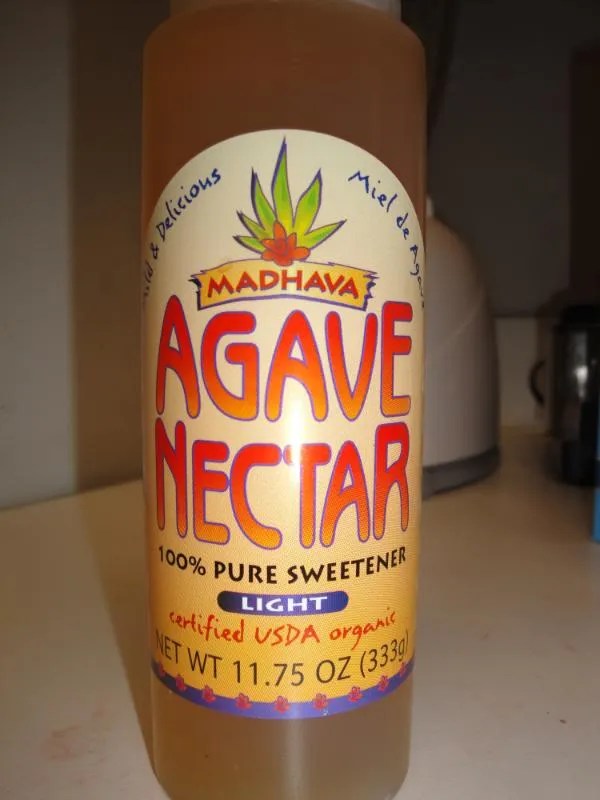 & Delicious
Miel de
MADHAVA
AGAVE
NECTAR
100% PURE SWEETENER
LIGHT
certified USDA organic
NET WT 11.75 OZ (333g)